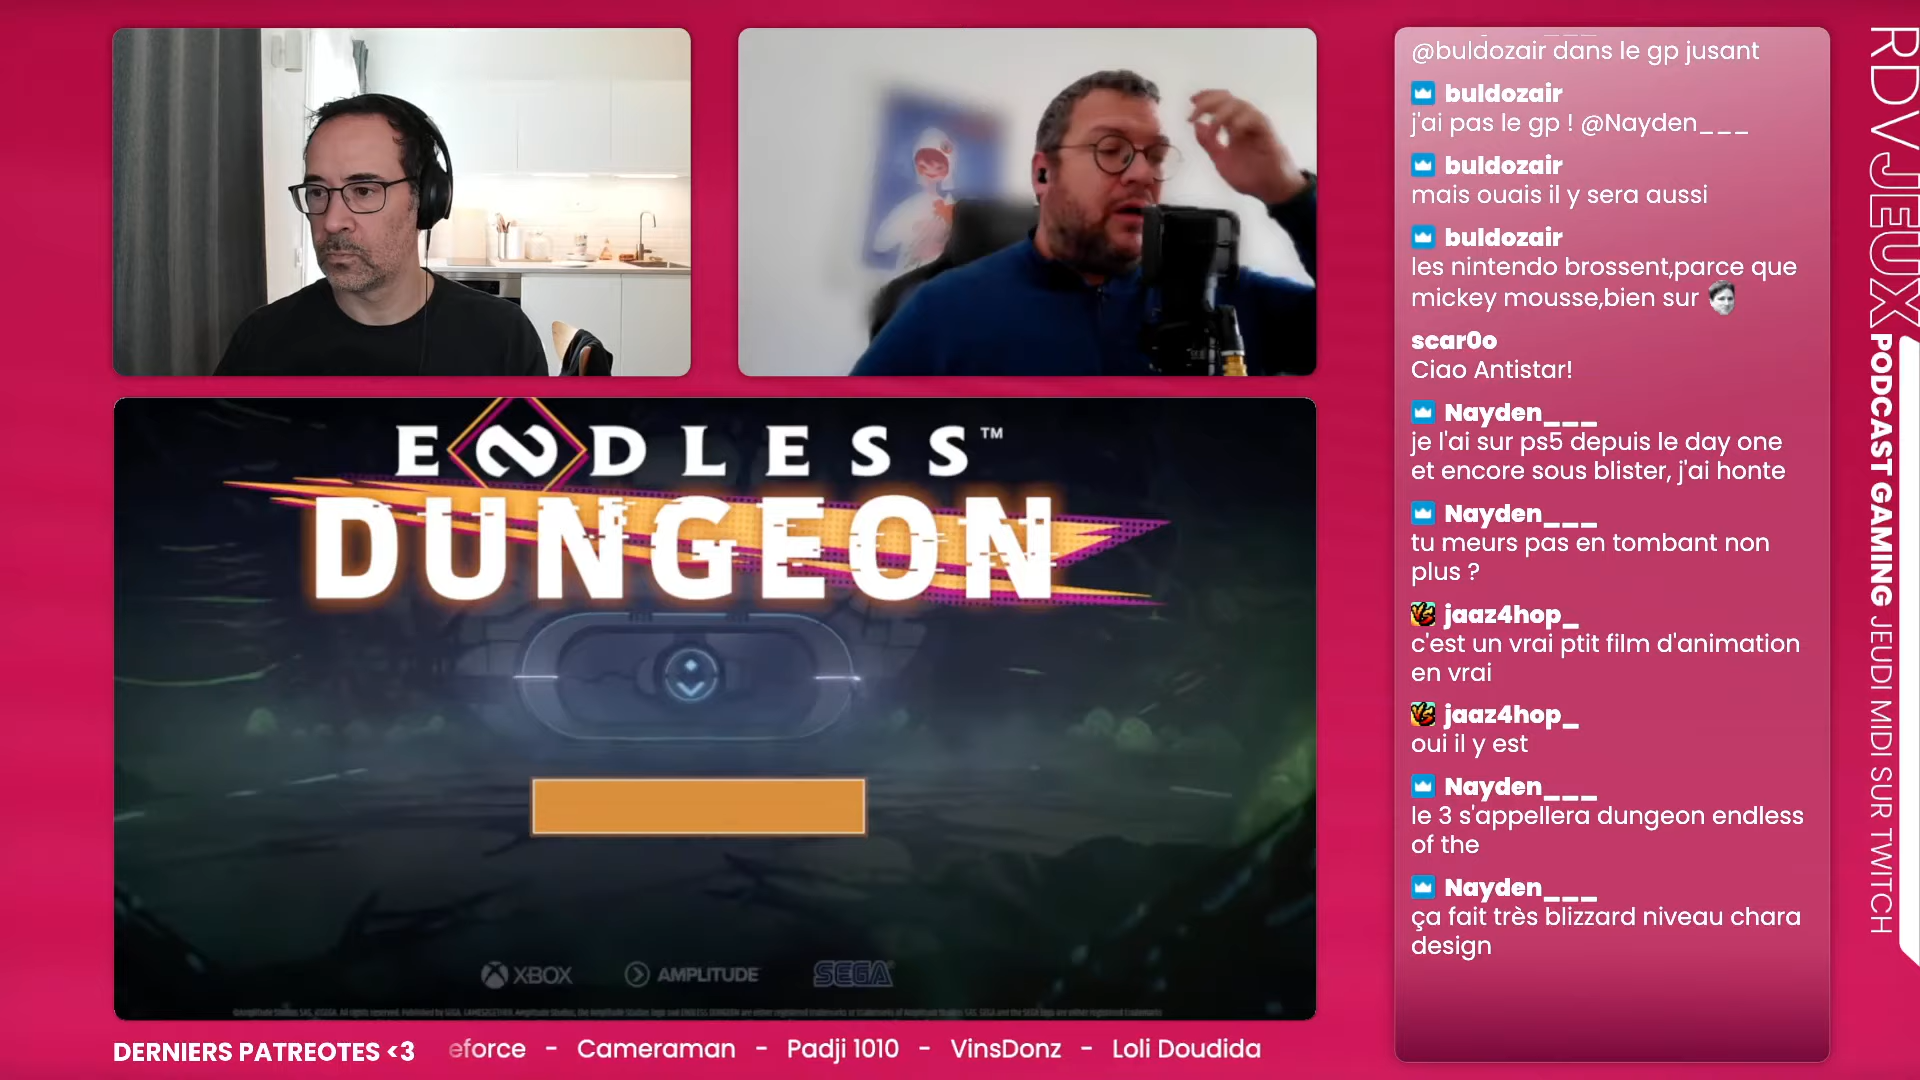 @buldozair dans le gp jusant
buldozair
j'ai pas le gp ! @Nayden___
buldozair
mais ouais il y sera aussi
buldozair
les nintendo brossent,parce que
mickey mousse,bien sur
scar0o
Ciao Antistar!
Nayden___
je l'ai sur ps5 depuis le day one
et encore sous blister, j'ai honte
Nayden___
tu meurs pas en tombant non
plus ?
jaaz4hop_
c'est un vrai ptit film d'animation
en vrai
jaaz4hop_
oui il y est
Nayden___
le 3 s'appellera dungeon endless
of the
Nayden___
ça fait très blizzard niveau chara
design
ENDLESS™
DUNGEON
XBOX AMPLITUDE SEGA
DERNIERS PATREOTES <3 eforce - Cameraman - Padji 1010 - VinsDonz - Loli Doudida
RDV JEUX PODCAST GAMING JEUDI MIDI SUR TWITCH